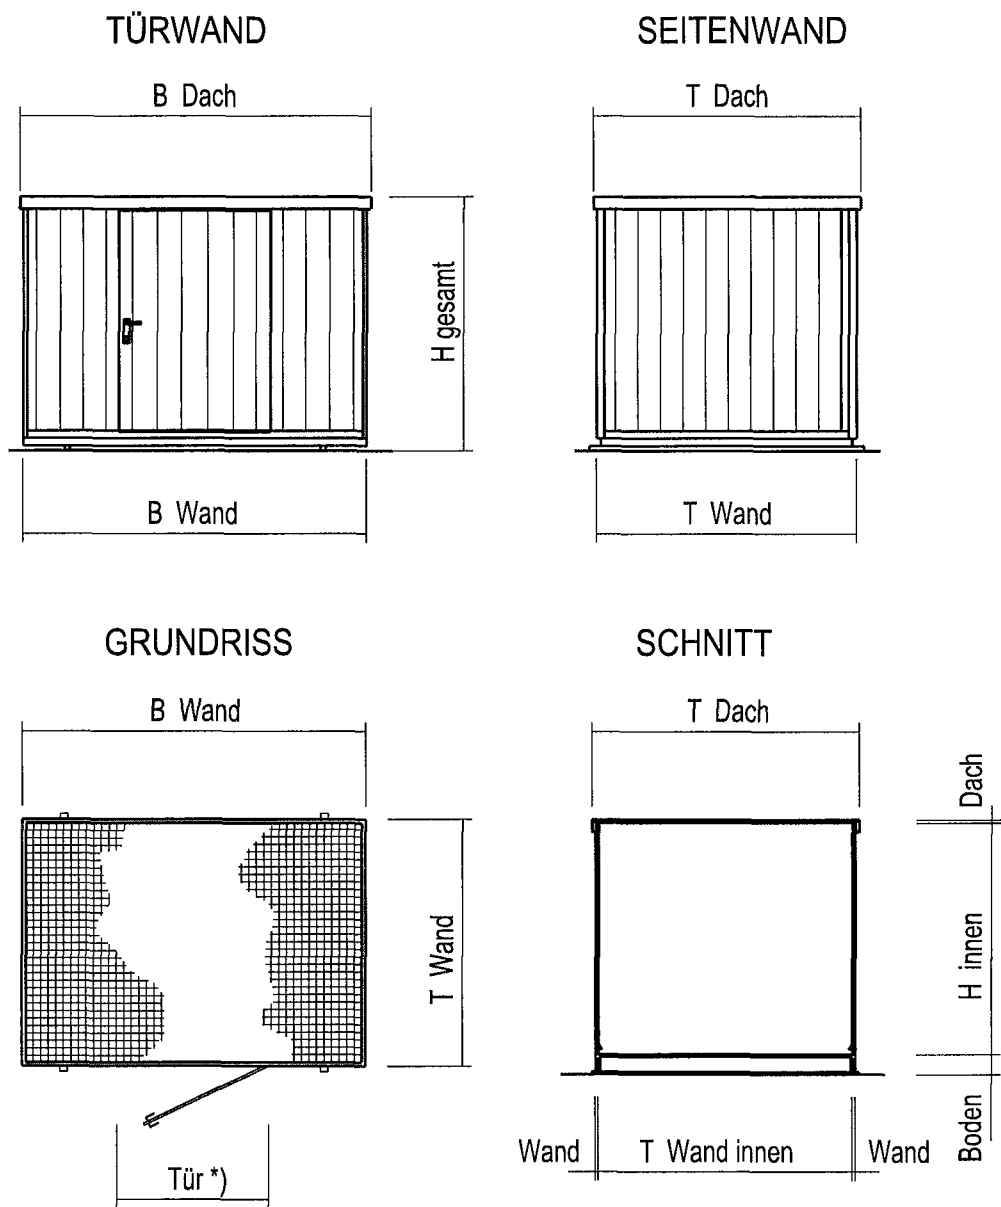 TÜRWAND
SEITENWAND
B Dach
T Dach
H gesamt
B Wand
T Wand
GRUNDRISS
SCHNITT
B Wand
T Dach
Dach
T Wand
H innen
Boden
Wand
T Wand innen
Wand
Tür *)